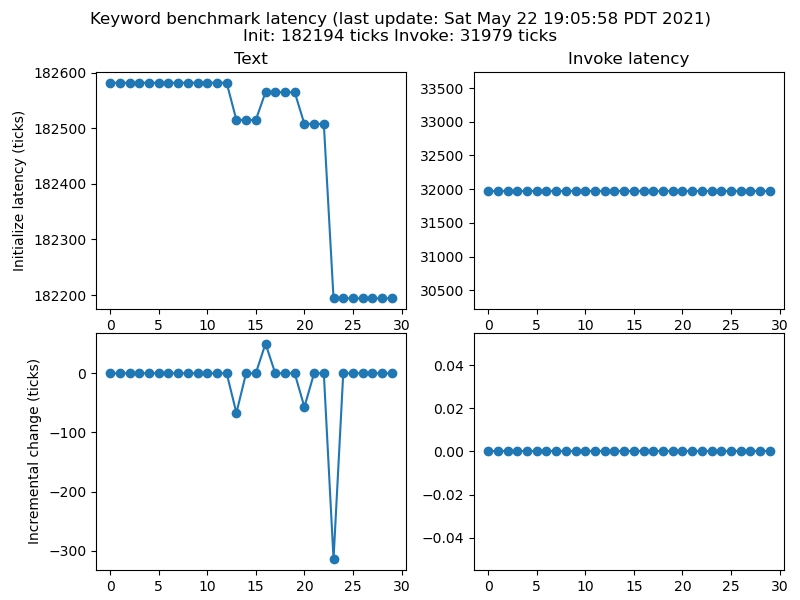 Keyword benchmark latency (last update: Sat May 22 19:05:58 PDT 2021)
Init: 182194 ticks Invoke: 31979 ticks
Text
Invoke latency
Initialize latency (ticks)
182600
182500
182400
182300
182200
0 5 10 15 20 25 30
33500
33000
32500
32000
31500
31000
30500
0 5 10 15 20 25 30
Incremental change (ticks)
0
−100
−200
−300
0 5 10 15 20 25 30
0.04
0.02
0.00
−0.02
−0.04
0 5 10 15 20 25 30